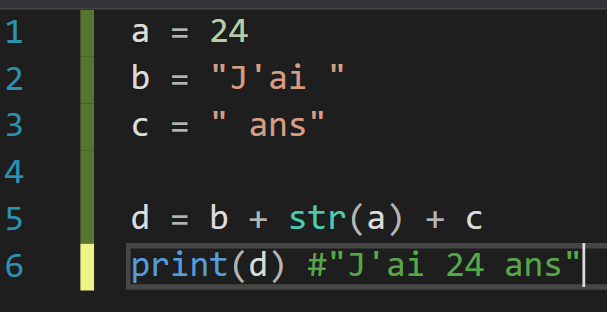 1 a = 24
2 b = "J'ai "
3 c = " ans"
4
5 d = b + str(a) + c
6 print(d) #"J'ai 24 ans"